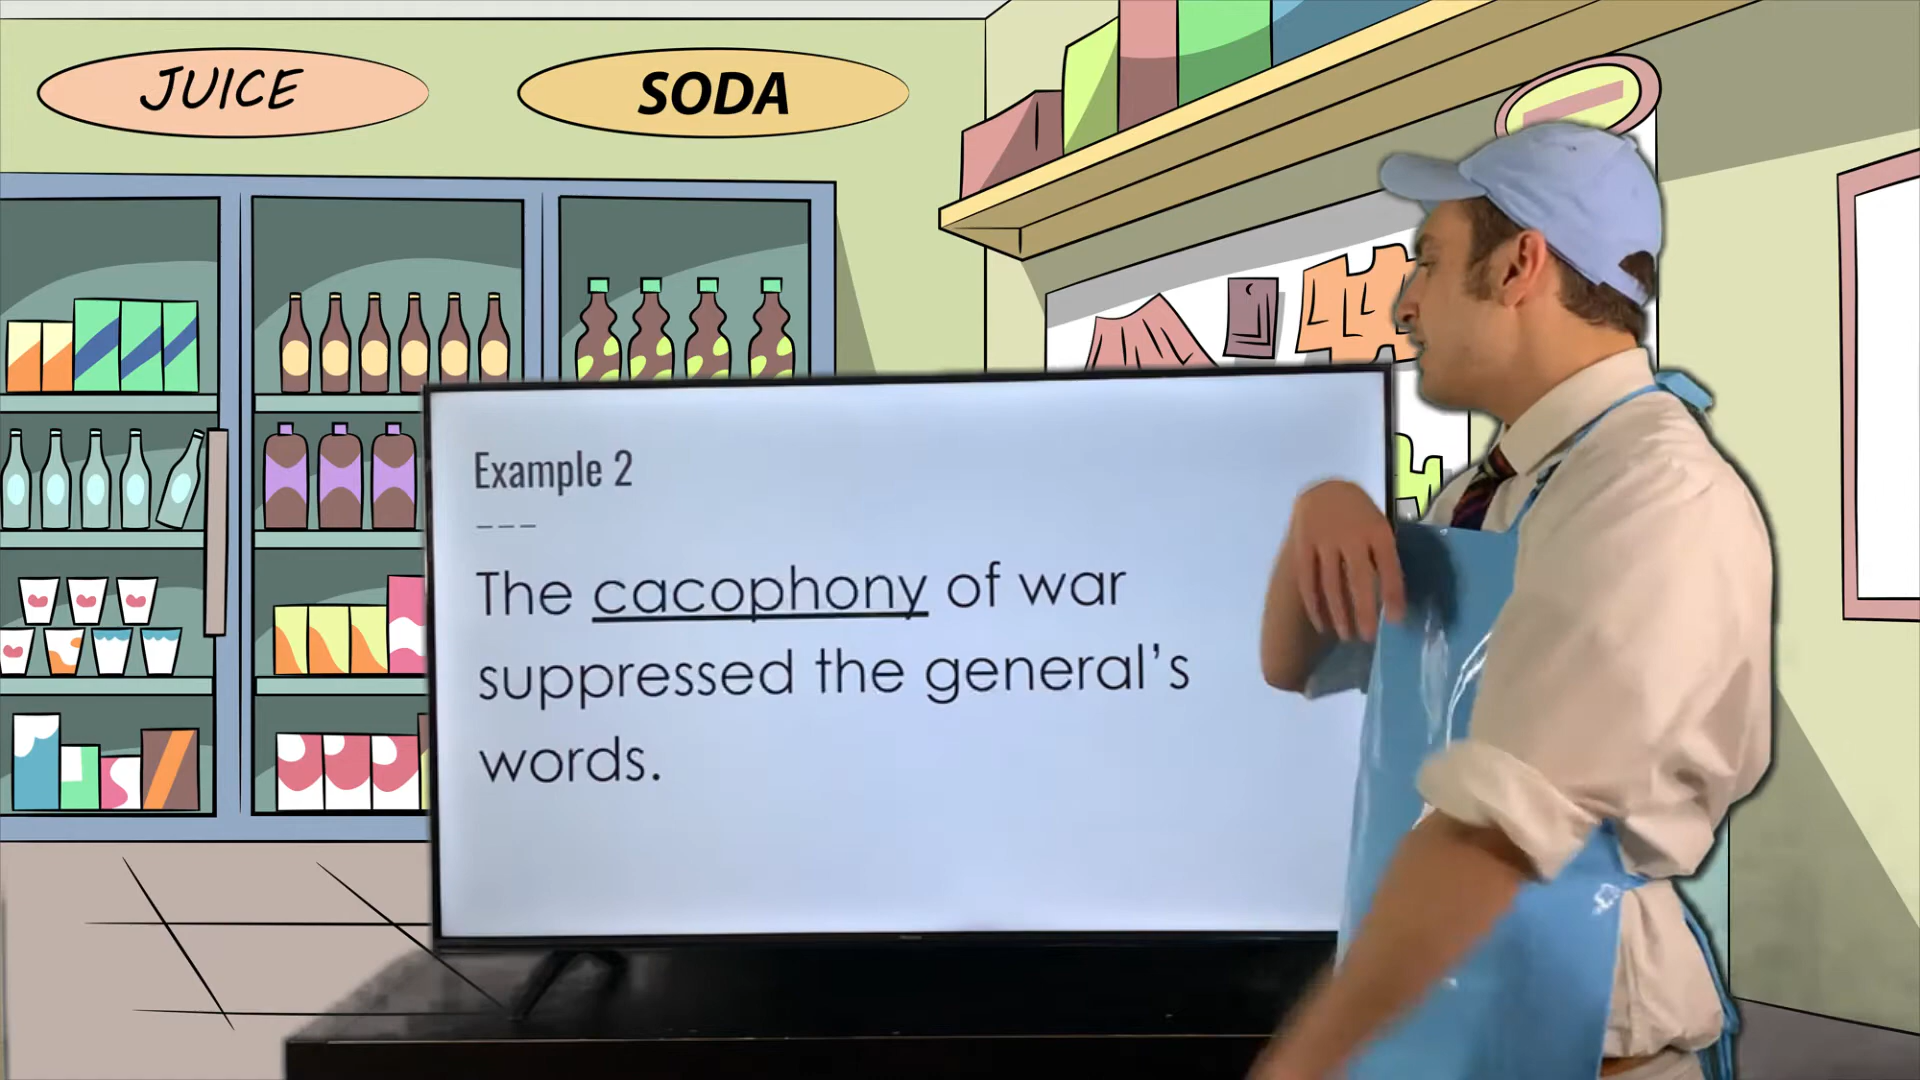 JUICE
SODA
Example 2
The cacophony of war
suppressed the general's
words.